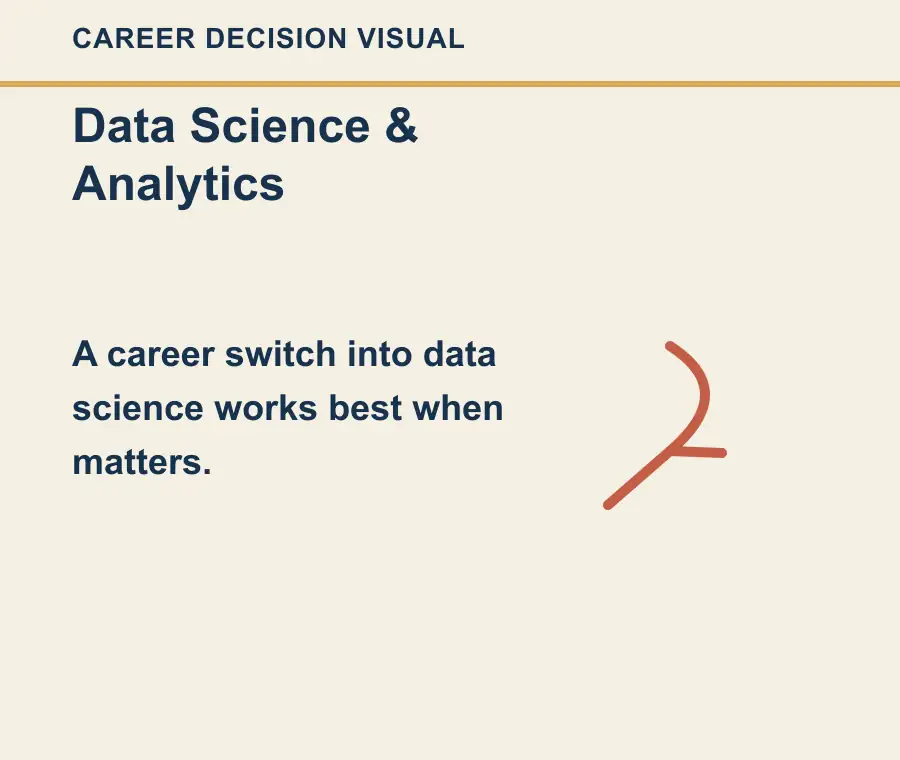 CAREER DECISION VISUAL
Data Science &
Analytics
A career switch into data
science works best when
matters.